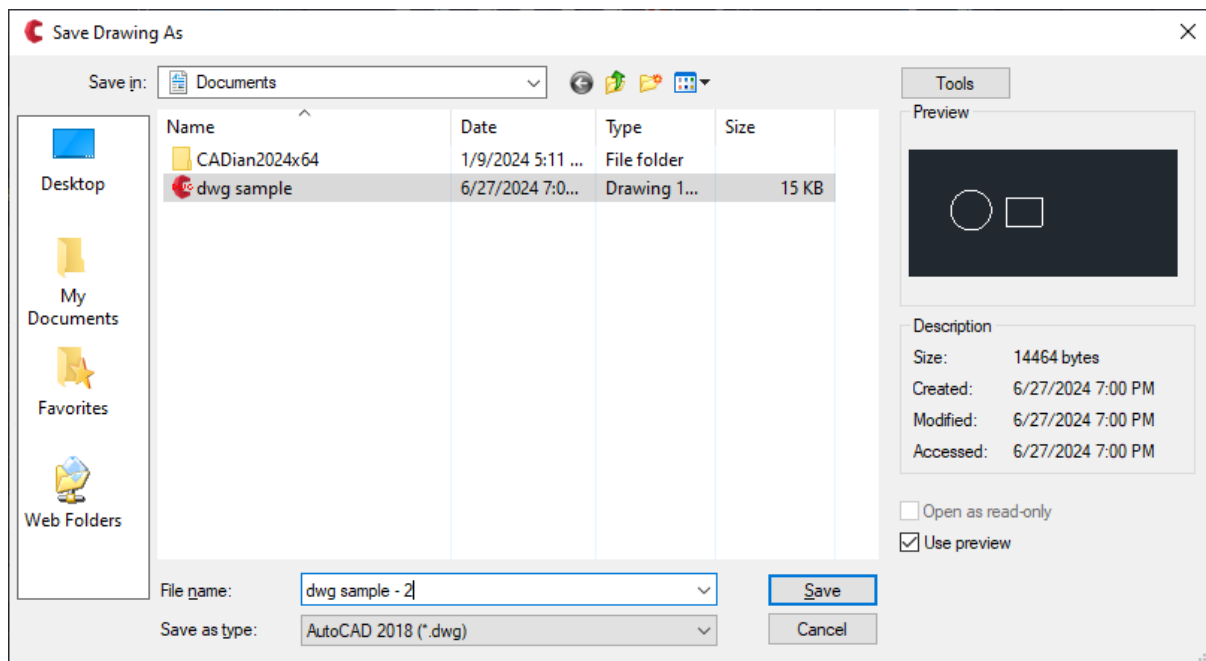 Save Drawing As
Save in:
Documents
Tools
Desktop
My
Documents
Favorites
Web Folders
Name Date Type Size
CADian2024x64 1/9/2024 5:11 ... File folder
dwg sample 6/27/2024 7:0... Drawing 1... 15 KB
Preview
Description
Size: 14464 bytes
Created: 6/27/2024 7:00 PM
Modified: 6/27/2024 7:00 PM
Accessed: 6/27/2024 7:00 PM
Open as read-only
Use preview
File name: dwg sample - 2
Save
Save as type: AutoCAD 2018 (*.dwg)
Cancel